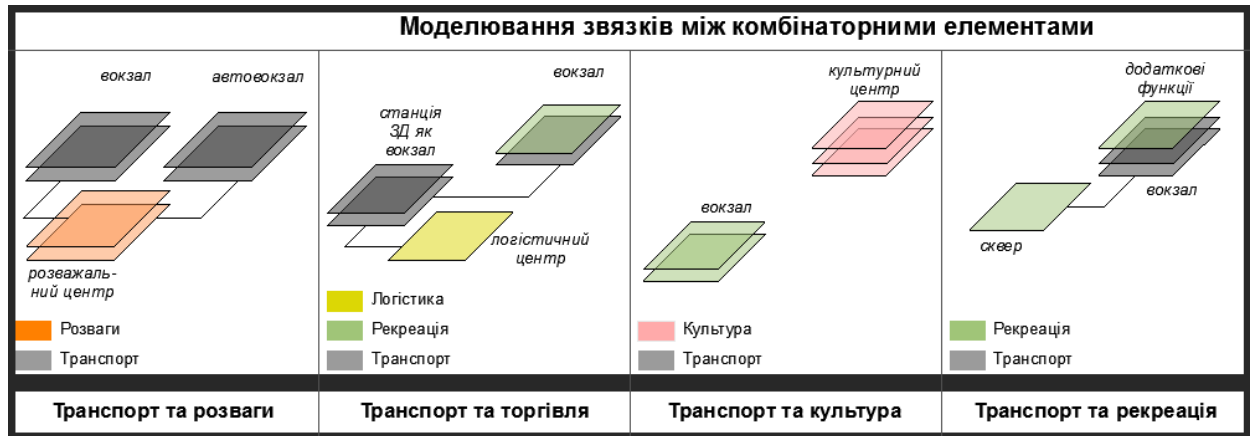 Моделювання звязків між комбінаторними елементами
вокзал
автовокзал
розважаль-
ний центр
Розваги
Транспорт
вокзал
станція
ЗД як
вокзал
логістичний
центр
Логістика
Рекреація
Транспорт
культурний
центр
вокзал
Культура
Транспорт
додаткові
функції
вокзал
сквер
Рекреація
Транспорт
Транспорт та розваги
Транспорт та торгівля
Транспорт та культура
Транспорт та рекреація